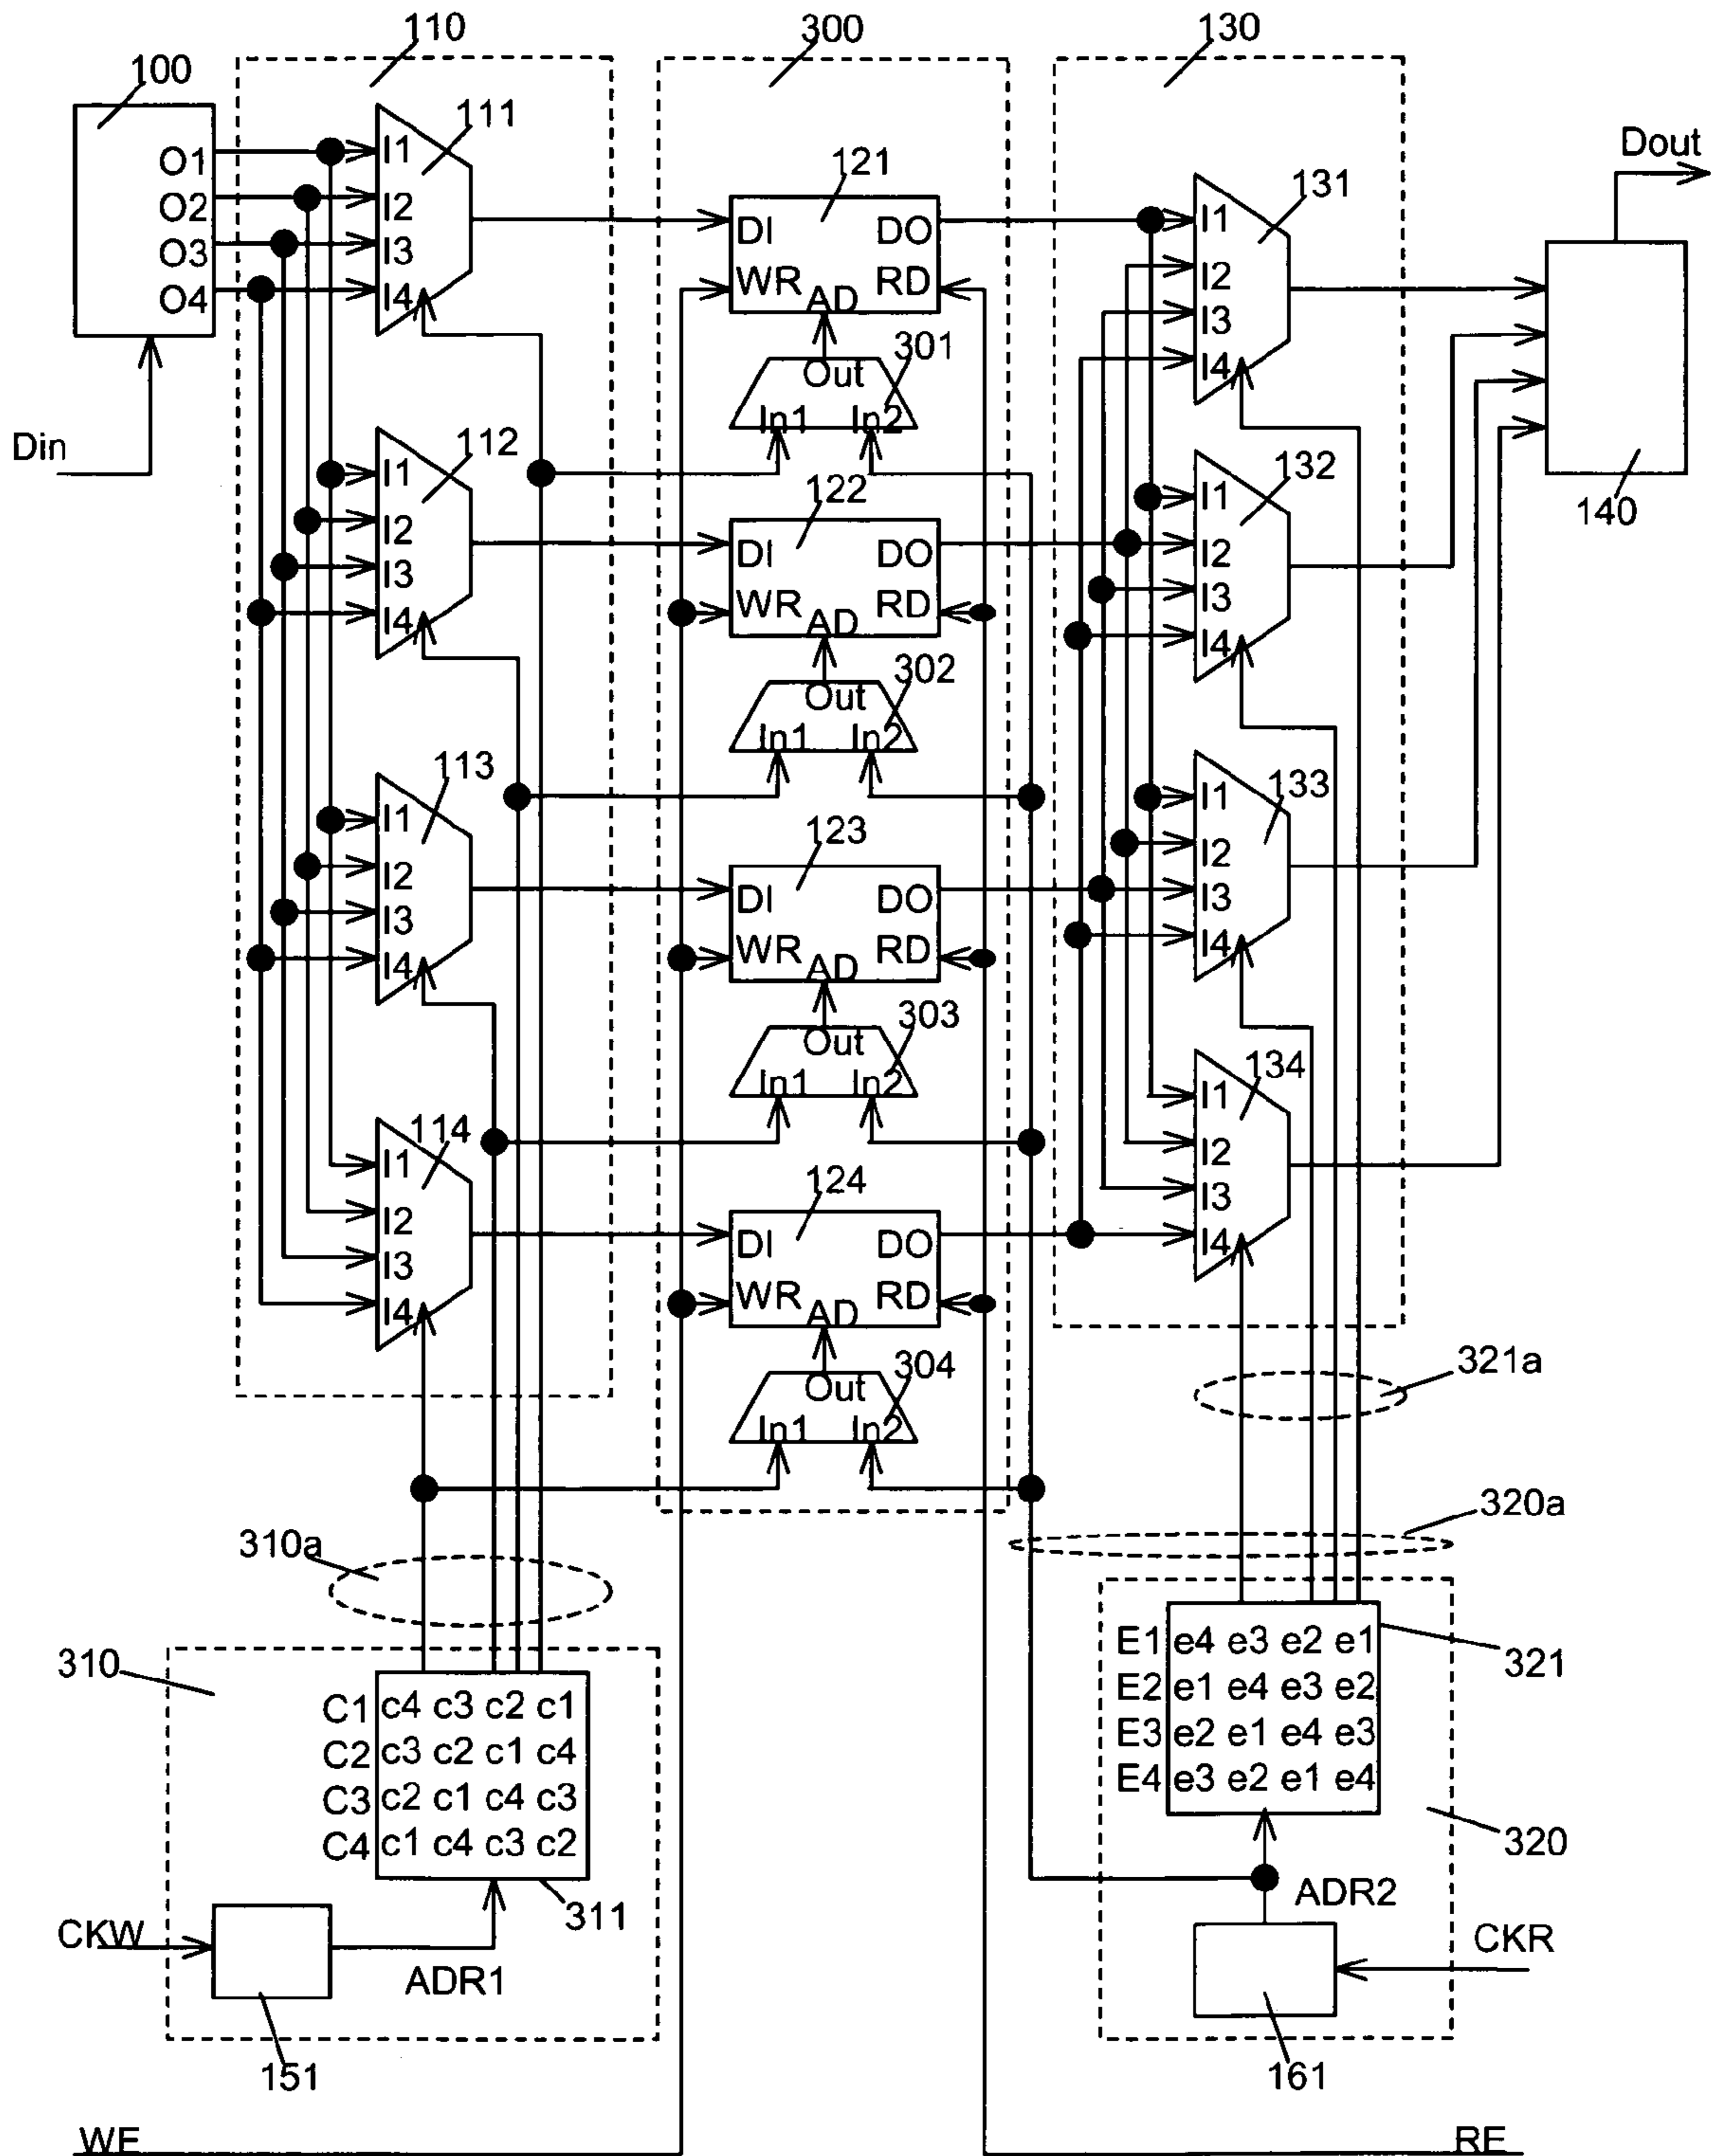 110
300
130
100
111
O1
O2
O3
O4
I1
I2
I3
I4
121
DI
DO
WR
AD
RD
131
I1
I2
I3
I4
Dout
Out
301
In1
In2
Din
112
I1
I2
I3
I4
122
DI
DO
WR
AD
RD
132
I1
I2
I3
I4
140
Out
302
In1
In2
113
I1
I2
I3
I4
123
DI
DO
WR
AD
RD
133
I1
I2
I3
I4
Out
303
In1
In2
114
I1
I2
I3
I4
124
DI
DO
WR
AD
RD
134
I1
I2
I3
I4
Out
304
In1
In2
321a
320a
310a
310
C1 c4 c3 c2 c1
C2 c3 c2 c1 c4
C3 c2 c1 c4 c3
C4 c1 c4 c3 c2
311
E1 e4 e3 e2 e1
E2 e1 e4 e3 e2
E3 e2 e1 e4 e3
E4 e3 e2 e1 e4
321
320
CKW
ADR1
151
ADR2
CKR
161
WE
RE